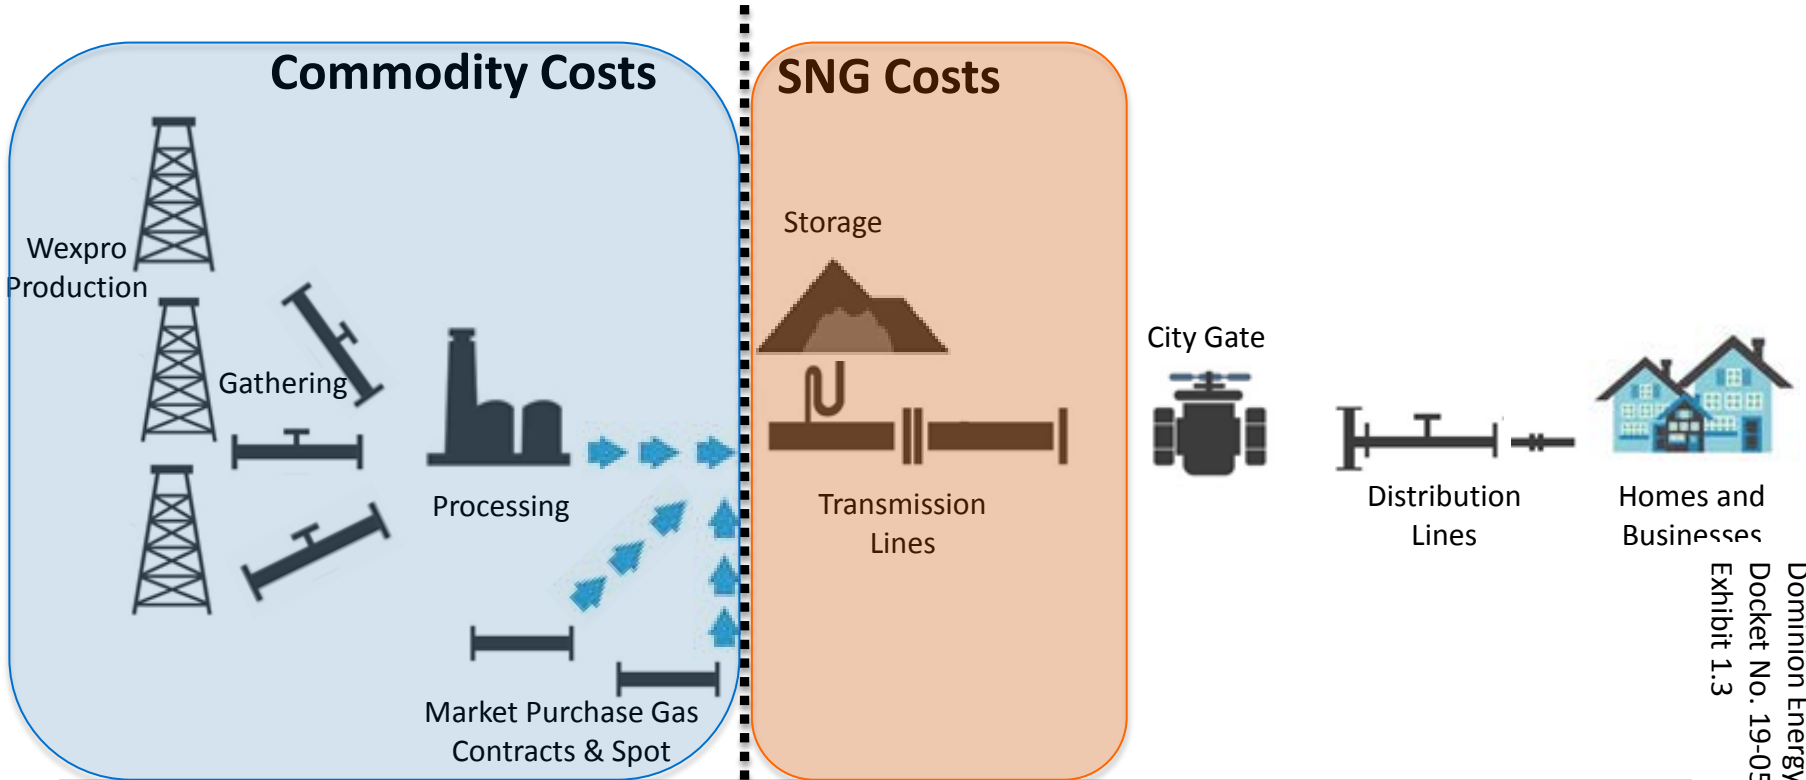 Commodity Costs
SNG Costs
Wexpro
Production
Gathering
Processing
Market Purchase Gas
Contracts & Spot
Storage
Transmission
Lines
City Gate
Distribution
Lines
Homes and
Businesses
Dominion Energy
Docket No. 19-05
Exhibit 1.3